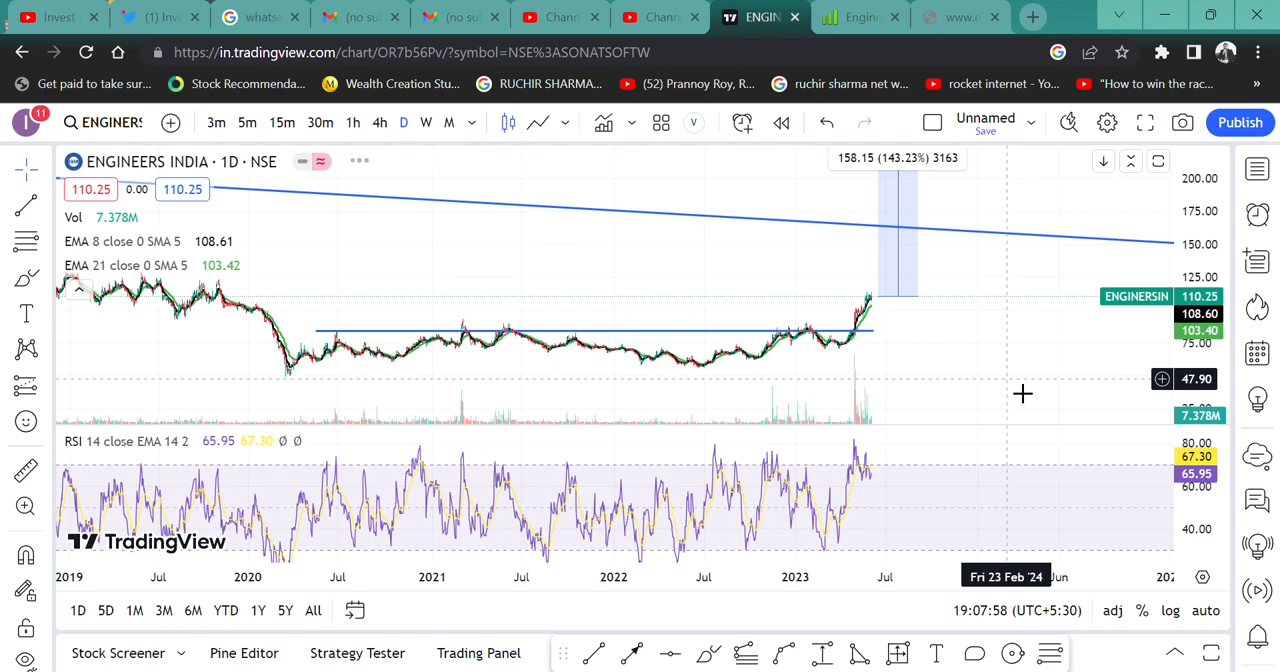 Invest
(1) Inv
whats
(no su
(no su
Chann
Chann
ENGIN
Engine
www.e
https://in.tradingview.com/chart/OR7b56Pv/?symbol=NSE%3ASONATSOFTW
Get paid to take sur...
Stock Recommenda...
Wealth Creation Stu...
RUCHIR SHARMA...
(52) Prannoy Roy, R...
ruchir sharma net w...
rocket internet - Yo...
"How to win the rac...
»
I 11
ENGINERS
3m 5m 15m 30m 1h 4h D W M
V
Unnamed
Save
Publish
ENGINEERS INDIA · 1D · NSE
158.15 (143.23%) 3163
110.25 0.00 110.25
Vol 7.378M
EMA 8 close 0 SMA 5 108.61
EMA 21 close 0 SMA 5 103.42
200.00
175.00
150.00
125.00
ENGINERSIN 110.25
108.60
103.40
75.00
47.90
7.378M
RSI 14 close EMA 14 2 65.95 67.30 Ø Ø
80.00
67.30
65.95
60.00
40.00
TradingView
2019 Jul 2020 Jul 2021 Jul 2022 Jul 2023 Jul Fri 23 Feb '24 Jun 202
1D 5D 1M 3M 6M YTD 1Y 5Y All
19:07:58 (UTC+5:30) adj % log auto
Stock Screener Pine Editor Strategy Tester Trading Panel